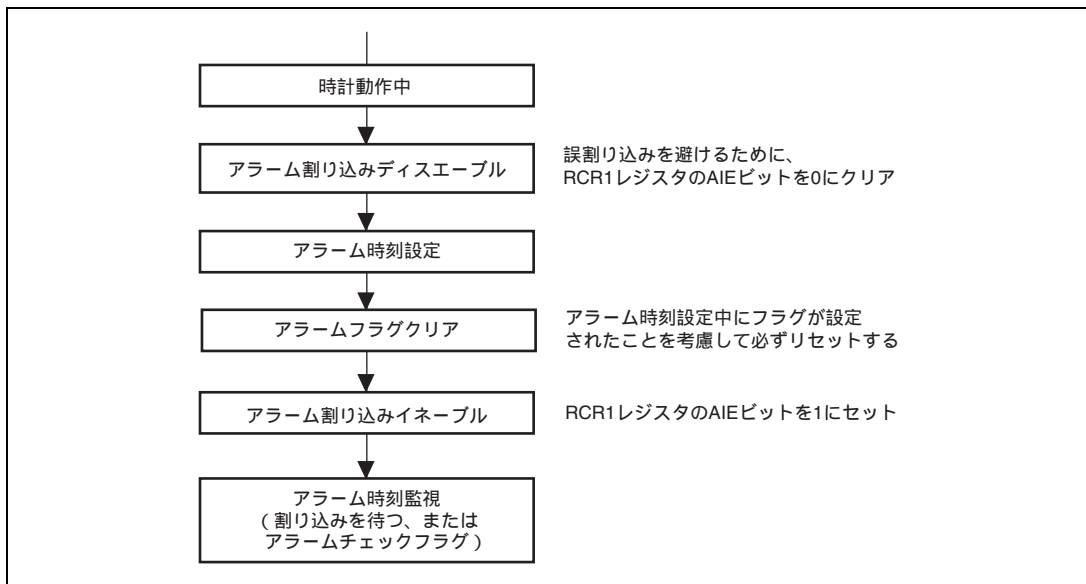 時計動作中
アラーム割り込みディスエーブル
誤割り込みを避けるために、
RCR1レジスタのAIEビットを0にクリア
アラーム時刻設定
アラームフラグクリア
アラーム時刻設定中にフラグが設定
されたことを考慮して必ずリセットする
アラーム割り込みイネーブル
RCR1レジスタのAIEビットを1にセット
アラーム時刻監視
（割り込みを待つ、または
アラームチェックフラグ）